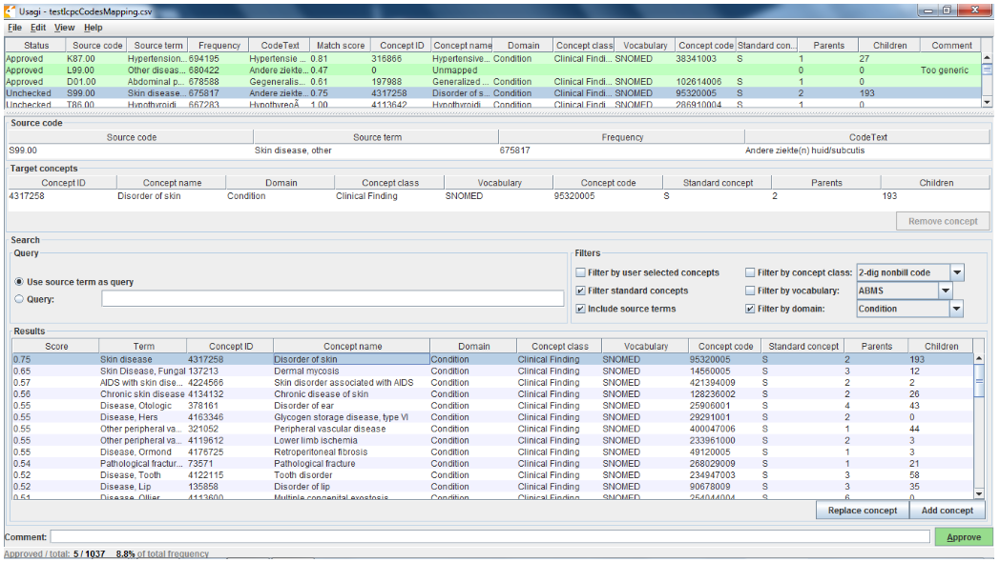 Usagi - testIcpcCodesMapping.csv
File Edit View Help
Status Source code Source term Frequency CodeText Match score Concept ID Concept name Domain Concept class Vocabulary Concept code Standard con... Parents Children Comment
Approved K87.00 Hypertension... 694195 Hypertensie ... 0.81 316866 Hypertensive... Condition Clinical Findi... SNOMED 38341003 S 1 27
Approved L99.00 Other diseas... 680422 Andere ziekte... 0.47 0 Unmapped 0 0 Too generic
Approved D01.00 Abdominal p... 678588 Gegeneralis... 0.61 197988 Generalized ... Condition Clinical Findi... SNOMED 102614006 S 1 0
Unchecked S99.00 Skin disease... 675817 Andere ziekte... 0.75 4317258 Disorder of s... Condition Clinical Findi... SNOMED 95320005 S 2 193
Unchecked T86.00 Hypothyroidi... 667283 HypothyreoÃ... 1.00 4113642 Hypothyroidi... Condition Clinical Findi... SNOMED 286910004 S 1 0
Source code
Source code Source term Frequency CodeText
S99.00 Skin disease, other 675817 Andere ziekte(n) huid/subcutis
Target concepts
Concept ID Concept name Domain Concept class Vocabulary Concept code Standard concept Parents Children
4317258 Disorder of skin Condition Clinical Finding SNOMED 95320005 S 2 193
Remove concept
Search
Query
Use source term as query
Query:
Filters
Filter by user selected concepts Filter by concept class: 2-dig nonbill code
Filter standard concepts Filter by vocabulary: ABMS
Include source terms Filter by domain: Condition
Results
Score Term Concept ID Concept name Domain Concept class Vocabulary Concept code Standard concept Parents Children
0.75 Skin disease 4317258 Disorder of skin Condition Clinical Finding SNOMED 95320005 S 2 193
0.65 Skin Disease, Fungal 137213 Dermal mycosis Condition Clinical Finding SNOMED 14560005 S 3 12
0.57 AIDS with skin dise... 4224566 Skin disorder associated with AIDS Condition Clinical Finding SNOMED 421394009 S 2 2
0.56 Chronic skin disease 4134132 Chronic disease of skin Condition Clinical Finding SNOMED 128236002 S 2 26
0.55 Disease, Otologic 378161 Disorder of ear Condition Clinical Finding SNOMED 25906001 S 4 43
0.55 Disease, Hers 4163346 Glycogen storage disease, type VI Condition Clinical Finding SNOMED 29291001 S 2 0
0.55 Other peripheral va... 321052 Peripheral vascular disease Condition Clinical Finding SNOMED 400047006 S 1 44
0.55 Other peripheral va... 4119612 Lower limb ischemia Condition Clinical Finding SNOMED 233961000 S 2 3
0.55 Disease, Ormond 4176725 Retroperitoneal fibrosis Condition Clinical Finding SNOMED 49120005 S 1 3
0.54 Pathological fractur... 73571 Pathological fracture Condition Clinical Finding SNOMED 268029009 S 1 21
0.52 Disease, Tooth 4122115 Tooth disorder Condition Clinical Finding SNOMED 234947003 S 3 58
0.52 Disease, Lip 135858 Disorder of lip Condition Clinical Finding SNOMED 90678009 S 3 35
0.51 Disease, Ollier 4113600 Multiple congenital exostosis Condition Clinical Finding SNOMED 254044004 S 6 0
Replace concept Add concept
Comment: Approve
Approved / total: 5 / 1037 8.8% of total frequency